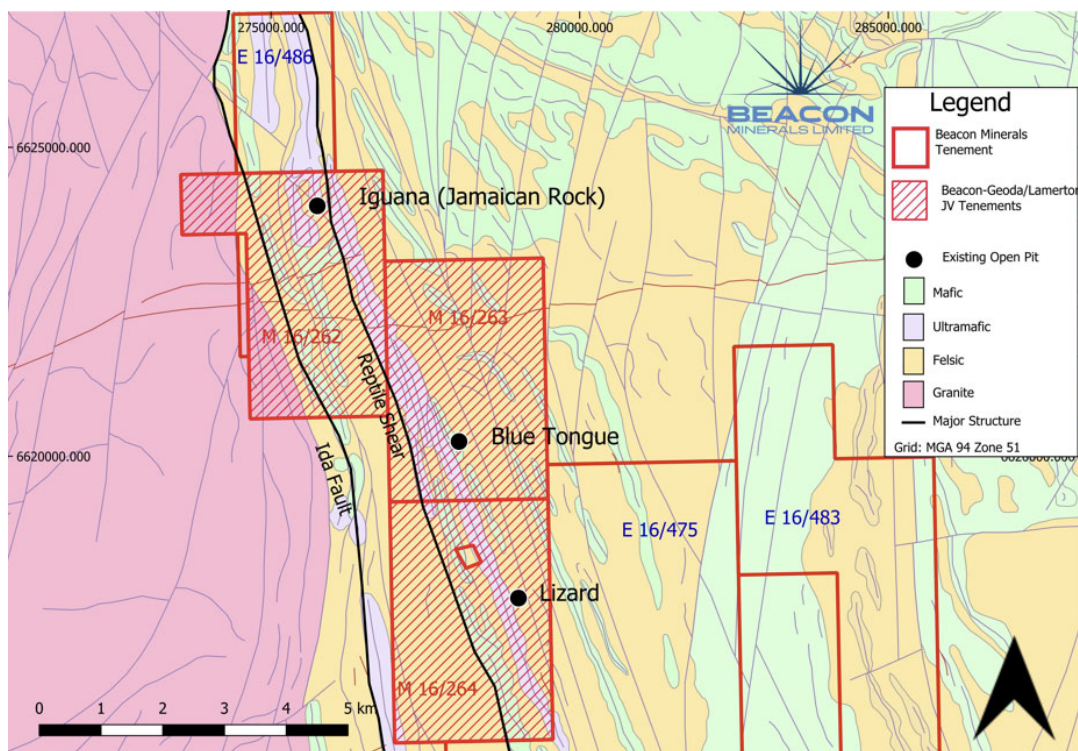 275000.000
280000.000
285000.000
E 16/486
BEACON
MINERALS LIMITED
Legend
Beacon Minerals
Tenement
Beacon-Geoda/Lamerton
JV Tenements
Existing Open Pit
Mafic
Ultramafic
Felsic
Granite
Major Structure
Grid: MGA 94 Zone 51
6625000.000
Iguana (Jamaican Rock)
M 16/262
M 16/263
Reptile Shear
Ida Fault
Blue Tongue
6620000.000
6620000.000
E 16/475
E 16/483
Lizard
M 16/264
0 1 2 3 4 5 km